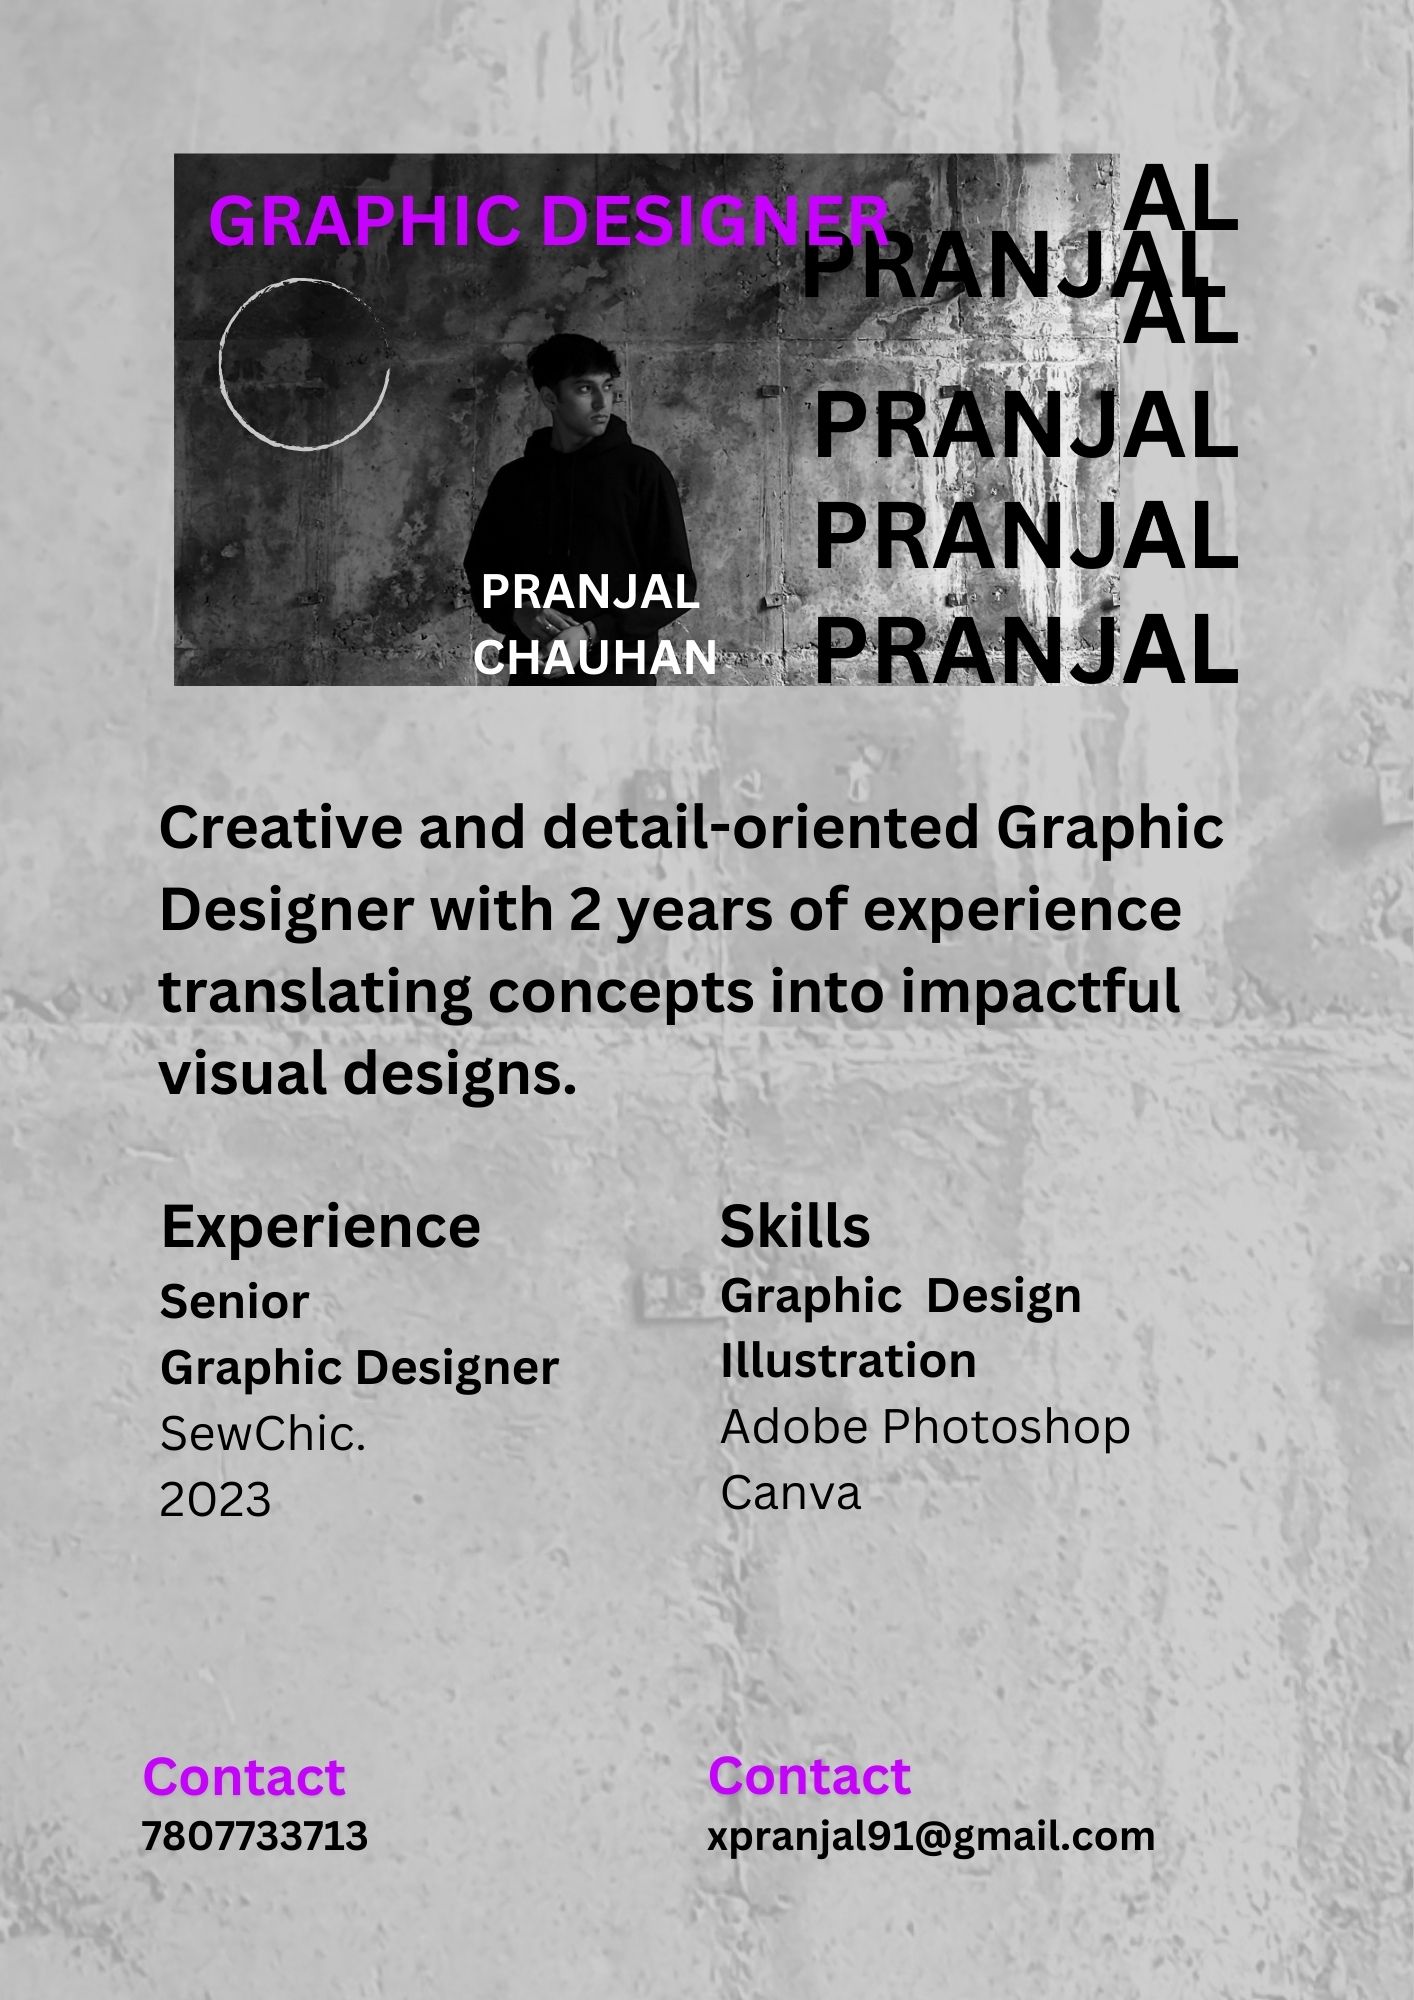 AL
GRAPHIC DESIGNER
PRANJAL
AL
PRANJAL
PRANJAL
PRANJAL
CHAUHAN
PRANJAL
Creative and detail-oriented Graphic
Designer with 2 years of experience
translating concepts into impactful
visual designs.
Experience
Senior
Graphic Designer
SewChic.
2023
Skills
Graphic  Design
Illustration
Adobe Photoshop
Canva
Contact
7807733713
Contact
xpranjal91@gmail.com